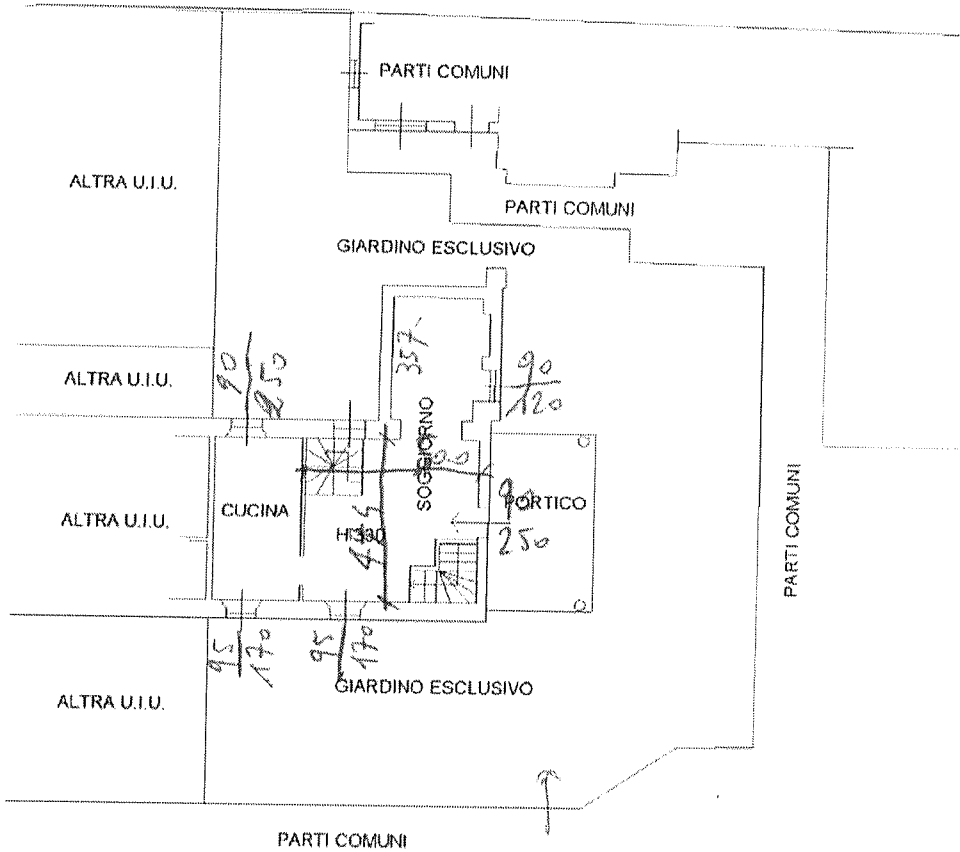 PARTI COMUNI
ALTRA U.I.U.
PARTI COMUNI
GIARDINO ESCLUSIVO
357
90
250
ALTRA U.I.U.
90
120
SOGGIORNO
CUCINA
PORTICO
90
250
ALTRA U.I.U.
PARTI COMUNI
95
170
95
170
GIARDINO ESCLUSIVO
ALTRA U.I.U.
PARTI COMUNI